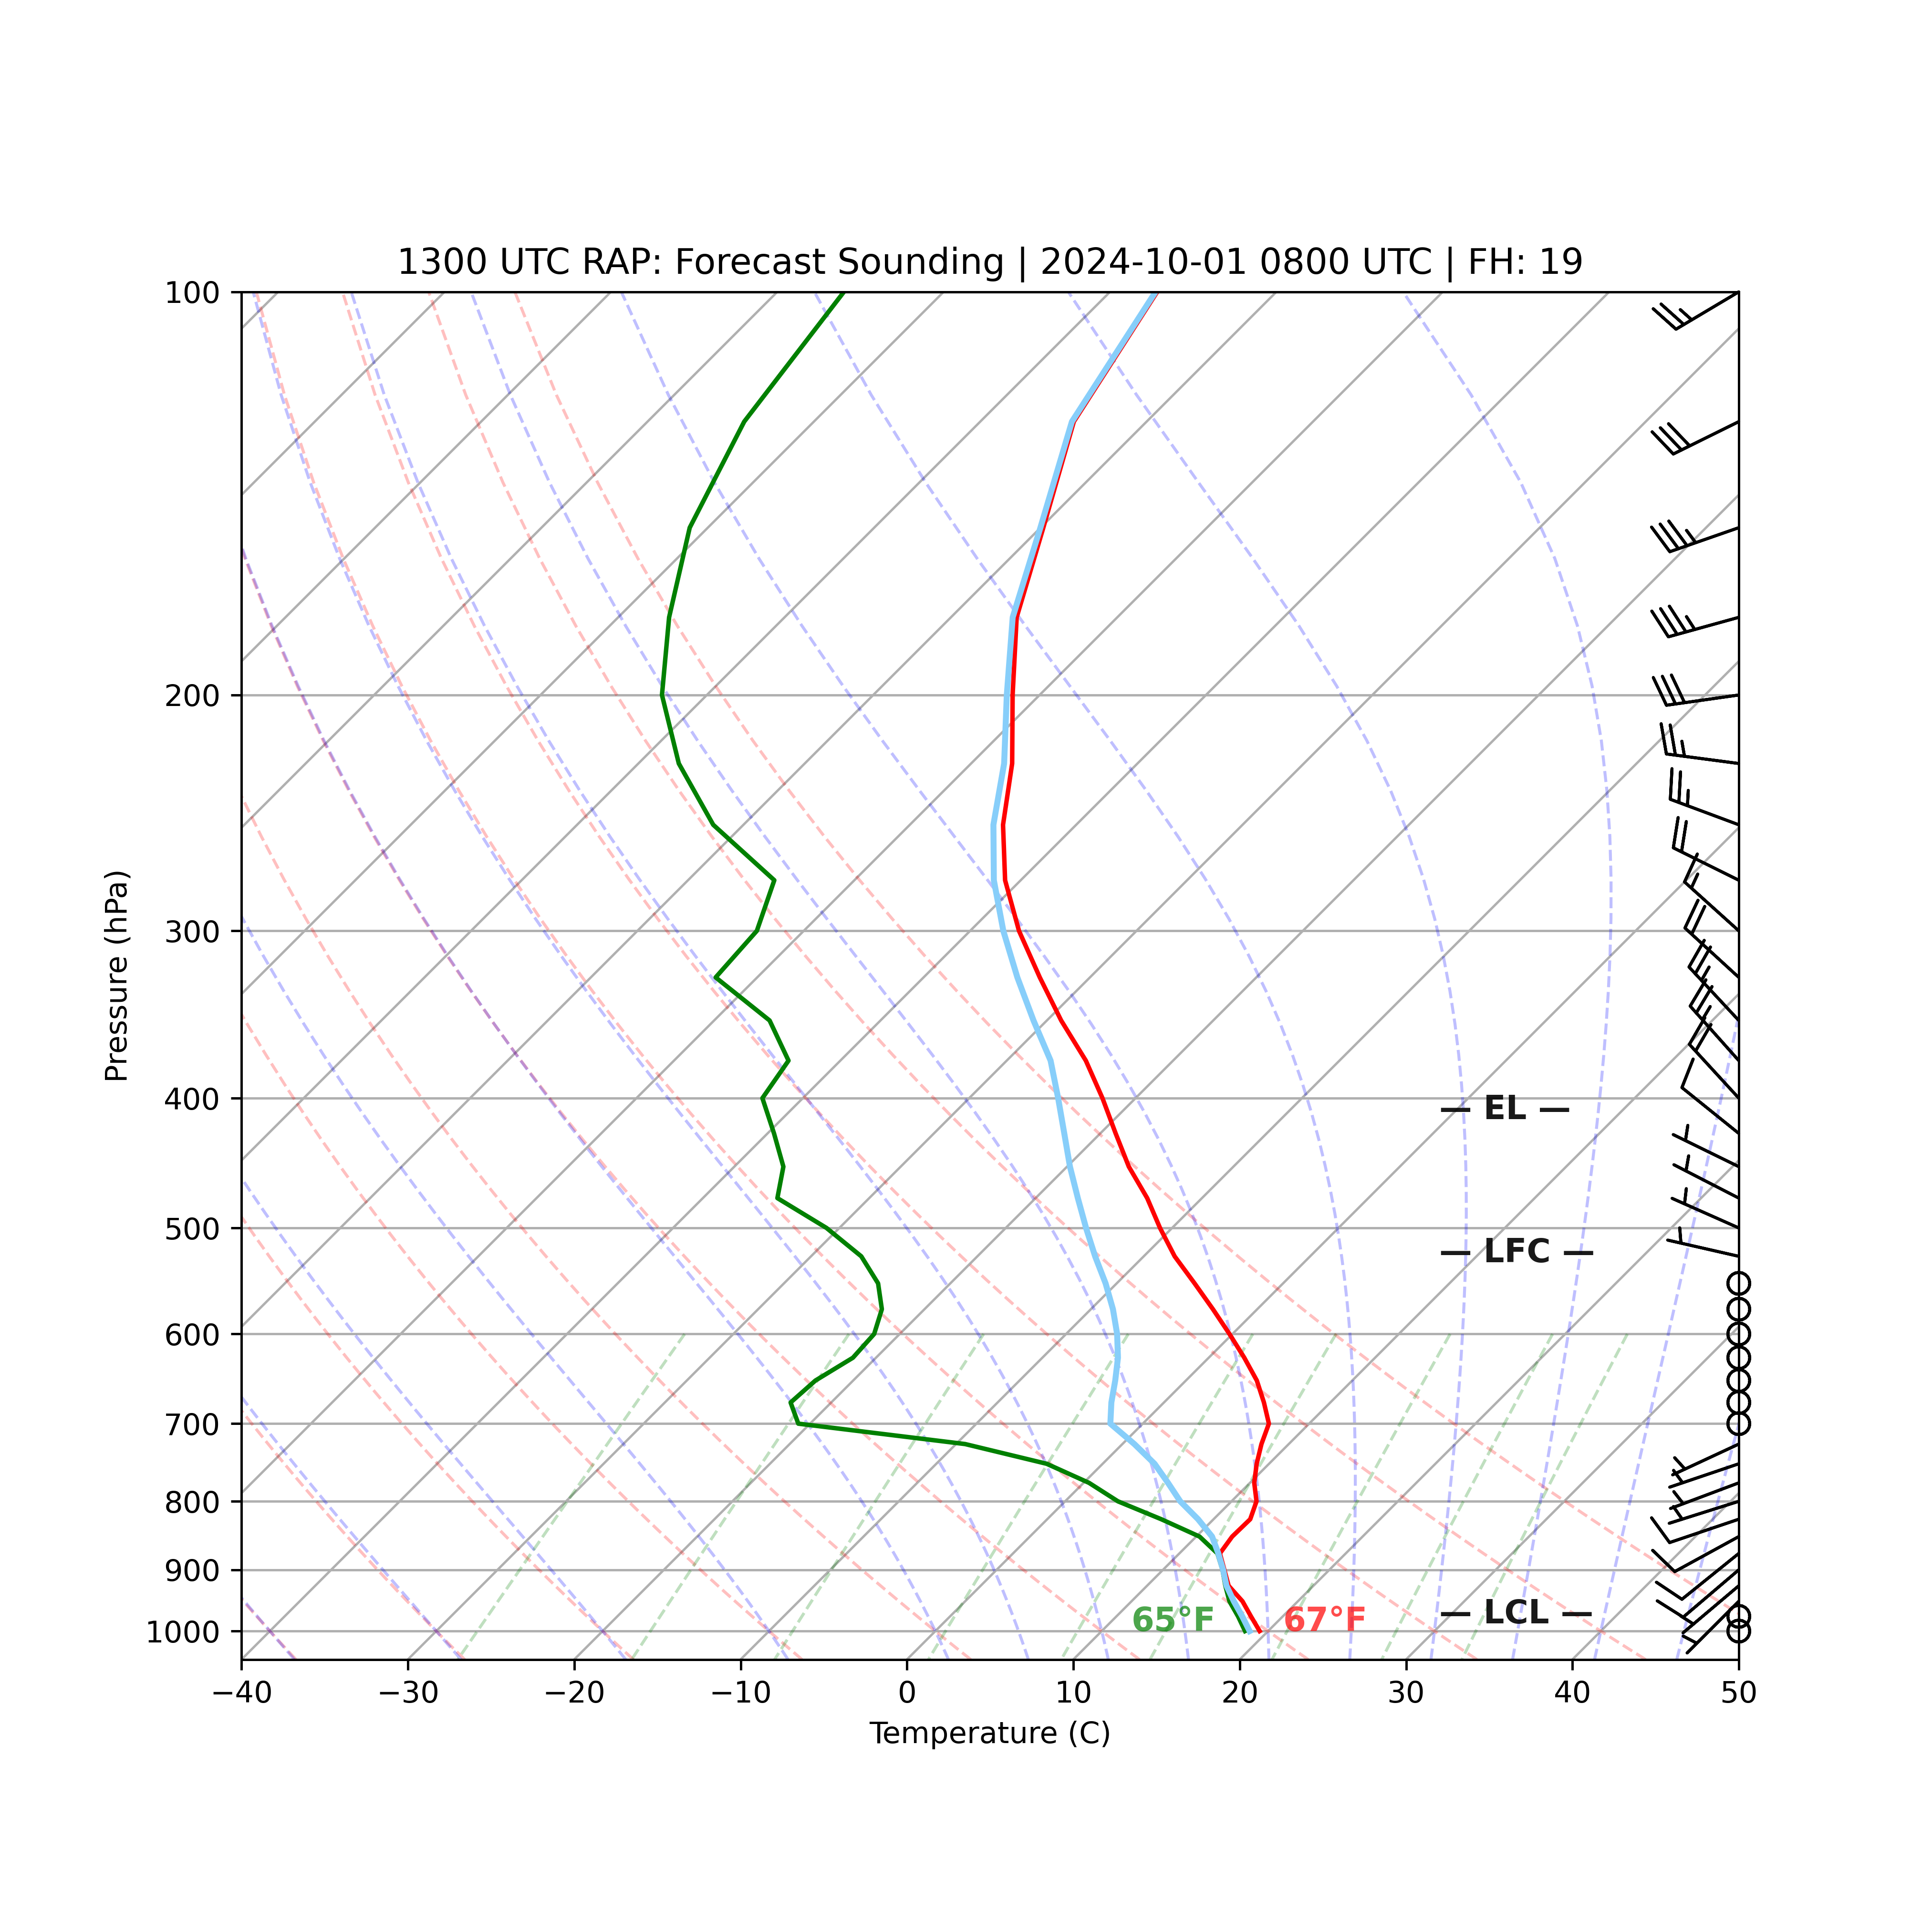 1300 UTC RAP: Forecast Sounding | 2024-10-01 0800 UTC | FH: 19
100
200
300
— EL —
400
Pressure (hPa)
500
— LFC —
600
700
800
900
— LCL —
65°F 67°F
1000
−40 −30 −20 −10 0 10 20 30 40 50
Temperature (C)